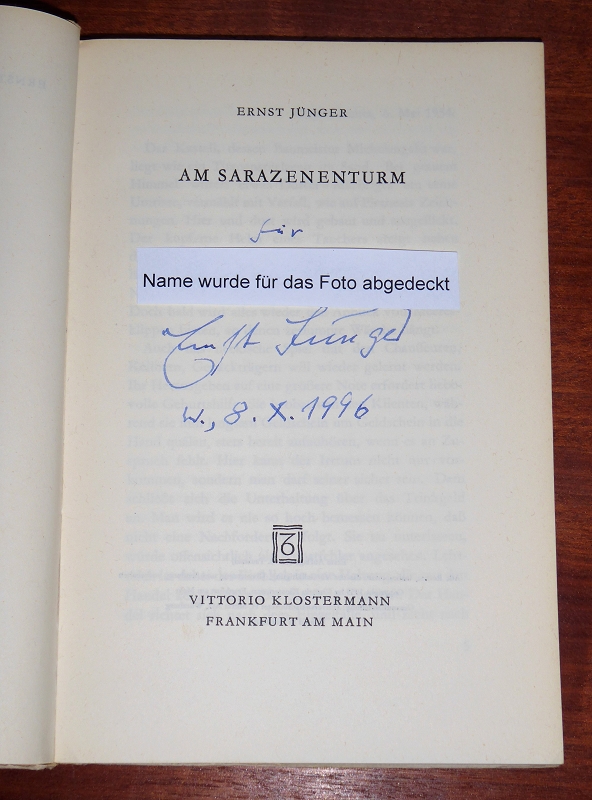 ERNST JÜNGER
AM SARAZENENTURM
für
Name wurde für das Foto abgedeckt
Ernst Jünger
W., 8. X. 1996
VITTORIO KLOSTERMANN
FRANKFURT AM MAIN